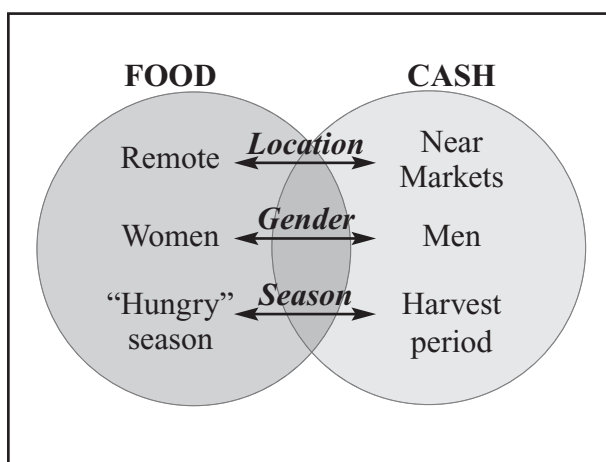 FOOD
CASH
Remote
Location
Near
Markets
Women
Gender
Men
“Hungry”
season
Season
Harvest
period